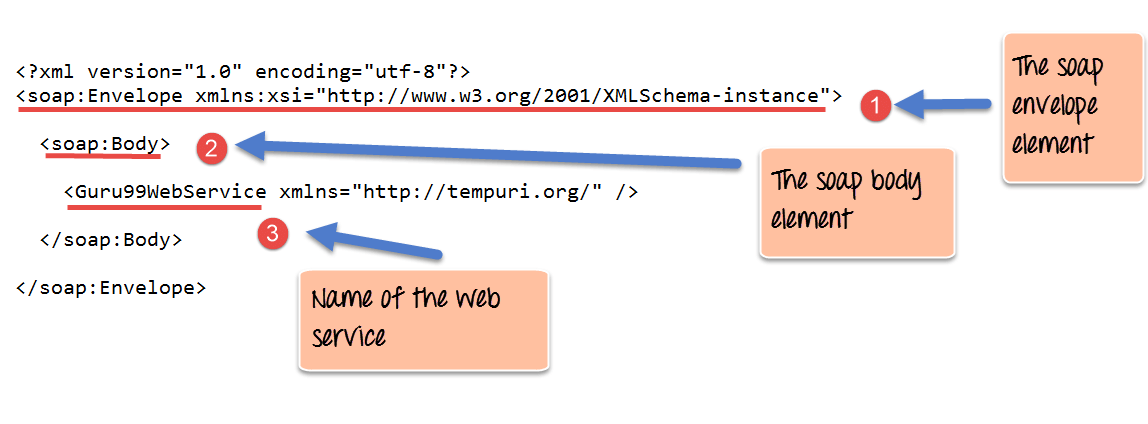 <?xml version="1.0" encoding="utf-8"?>
<soap:Envelope xmlns:xsi="http://www.w3.org/2001/XMLSchema-instance">
1
The soap
envelope
element
<soap:Body>
2
The soap body
element
<Guru99WebService xmlns="http://tempuri.org/" />
3
</soap:Body>
</soap:Envelope>
Name of the web
service